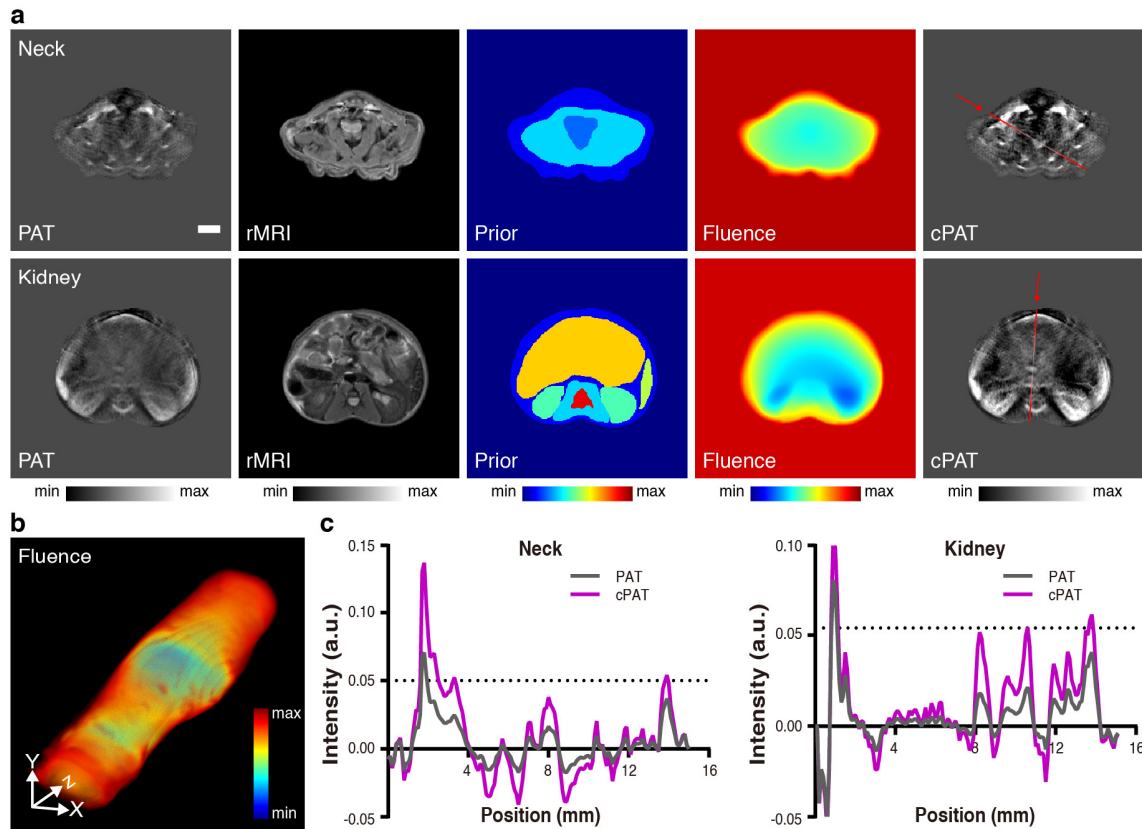 a
Neck
PAT
rMRI
Prior
Fluence
cPAT
Kidney
PAT
rMRI
Prior
Fluence
cPAT
min max
min max
min max
min max
min max
b
Fluence
max
min
Y
Z
X
c
Neck
PAT
cPAT
Intensity (a.u.)
0.15
0.10
0.05
0.00
-0.05
4
8
12
16
Position (mm)
Kidney
PAT
cPAT
Intensity (a.u.)
0.10
0.05
0.00
-0.05
4
8
12
16
Position (mm)